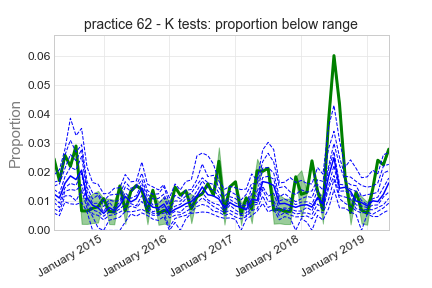 practice 62 - K tests: proportion below range
Proportion
0.06
0.05
0.04
0.03
0.02
0.01
0.00
January 2015
January 2016
January 2017
January 2018
January 2019